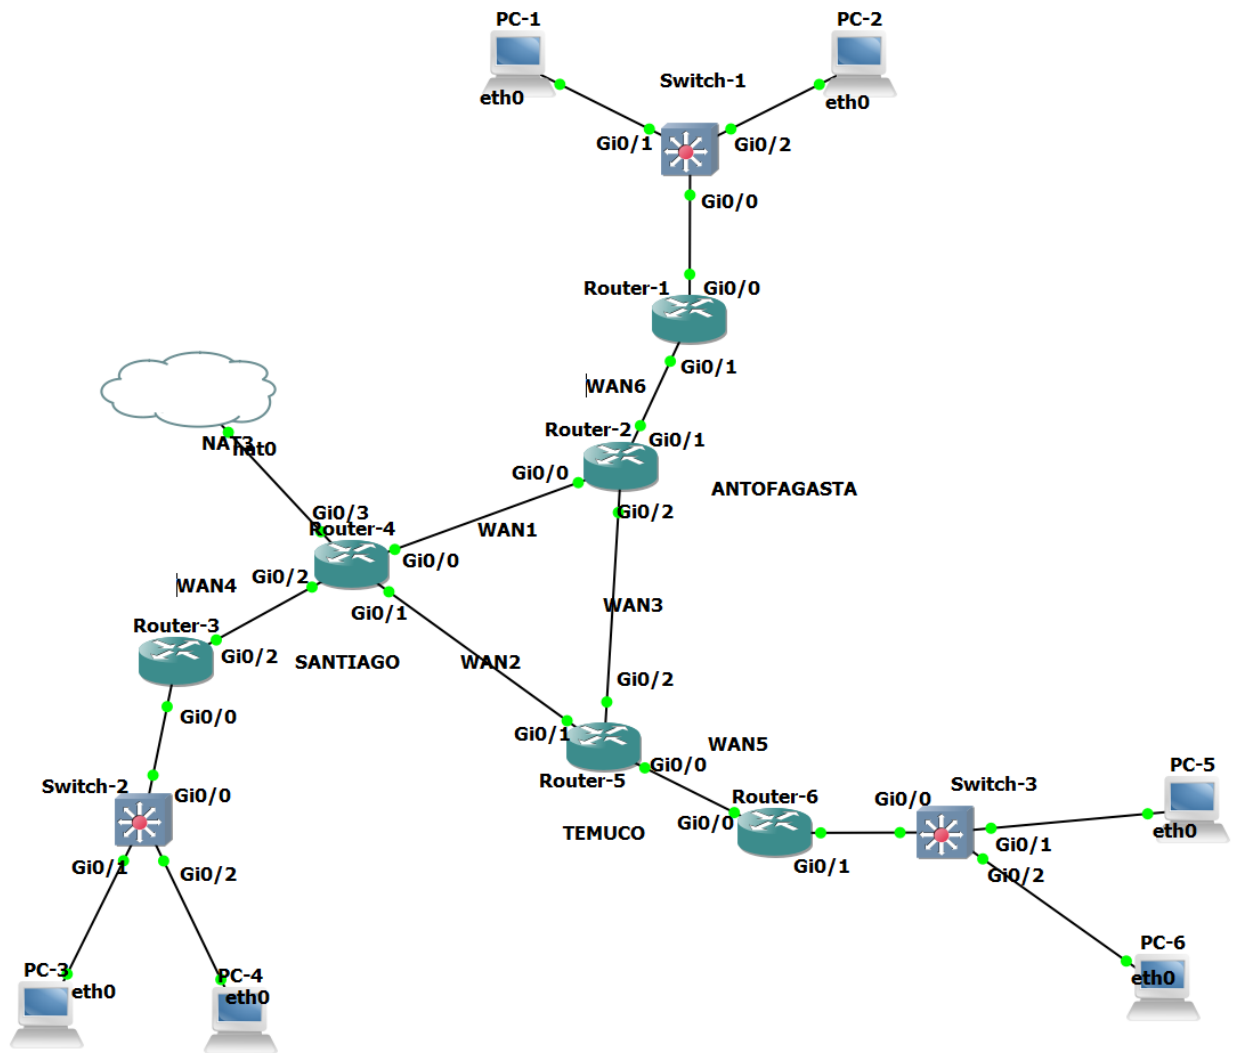 PC-1
PC-2
Switch-1
eth0
eth0
Gi0/1
Gi0/2
Gi0/0
Router-1
Gi0/0
Gi0/1
WAN6
Router-2
Gi0/1
NAT3
nat0
Gi0/0
ANTOFAGASTA
Gi0/3
Gi0/2
Router-4
WAN1
Gi0/0
Gi0/2
WAN4
Gi0/1
WAN3
Router-3
Gi0/2
SANTIAGO
WAN2
Gi0/2
Gi0/0
Gi0/1
WAN5
Gi0/0
PC-5
Router-5
Switch-2
Gi0/0
Router-6
Switch-3
Gi0/0
Gi0/0
TEMUCO
eth0
Gi0/1
Gi0/1
Gi0/1
Gi0/2
Gi0/2
PC-6
PC-3
PC-4
eth0
eth0
eth0